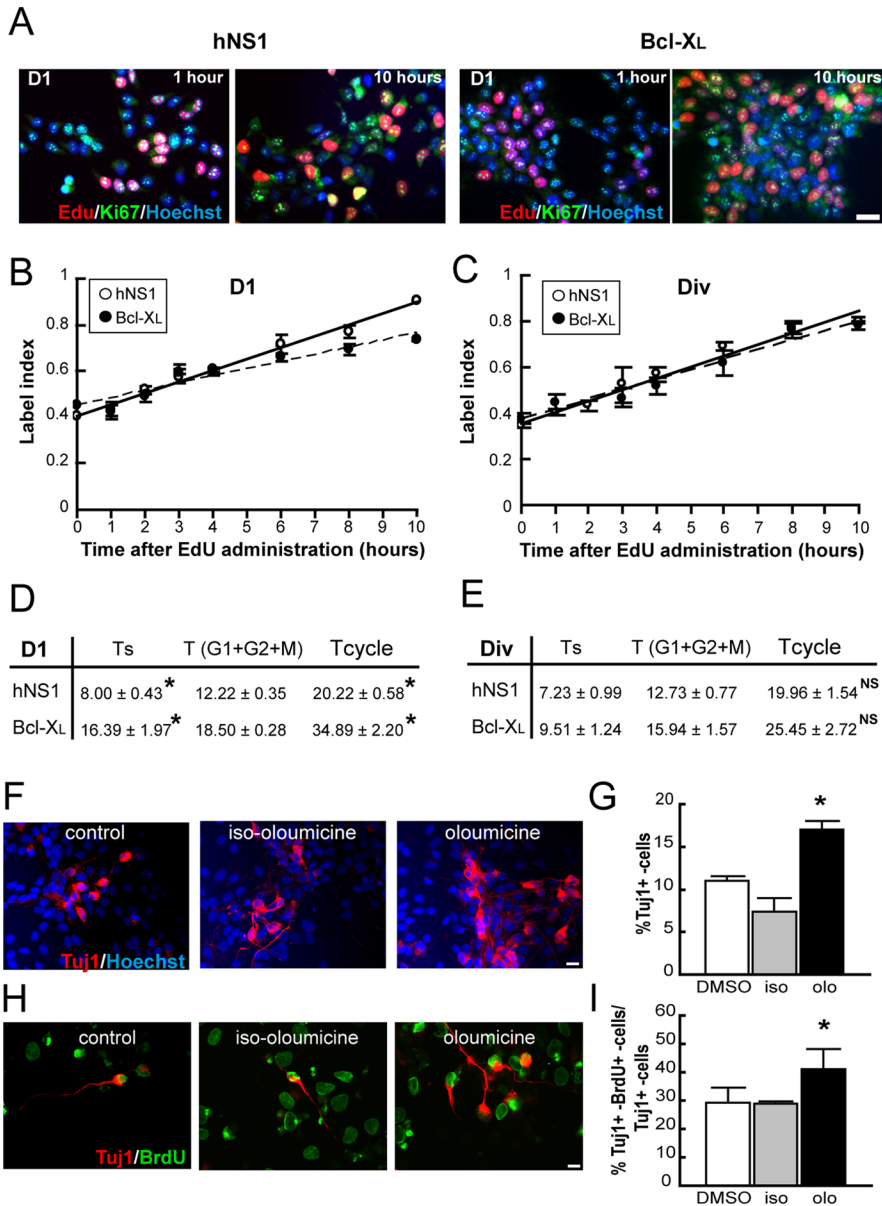 A
hNS1
Bcl-XL
D1
1 hour
10 hours
D1
1 hour
10 hours
Edu/Ki67/Hoechst
Edu/Ki67/Hoechst
B
D1
hNS1
Bcl-XL
Label index
1
0.8
0.6
0.4
0.2
0
0 1 2 3 4 5 6 7 8 9 10
Time after EdU administration (hours)
C
Div
hNS1
Bcl-XL
Label index
1
0.8
0.6
0.4
0.2
0
0 1 2 3 4 5 6 7 8 9 10
Time after EdU administration (hours)
D
D1 Ts T (G1+G2+M) Tcycle
hNS1 8.00 ± 0.43* 12.22 ± 0.35 20.22 ± 0.58*
Bcl-XL 16.39 ± 1.97* 18.50 ± 0.28 34.89 ± 2.20*
E
Div Ts T (G1+G2+M) Tcycle
hNS1 7.23 ± 0.99 12.73 ± 0.77 19.96 ± 1.54 NS
Bcl-XL 9.51 ± 1.24 15.94 ± 1.57 25.45 ± 2.72 NS
F
control
iso-oloumicine
oloumicine
Tuj1/Hoechst
G
%Tuj1+ -cells
20
15
10
5
0
*
DMSO iso olo
H
control
iso-oloumicine
oloumicine
Tuj1/BrdU
I
% Tuj1+ -BrdU+ -cells/
Tuj1+ -cells
60
50
40
30
20
10
0
*
DMSO iso olo